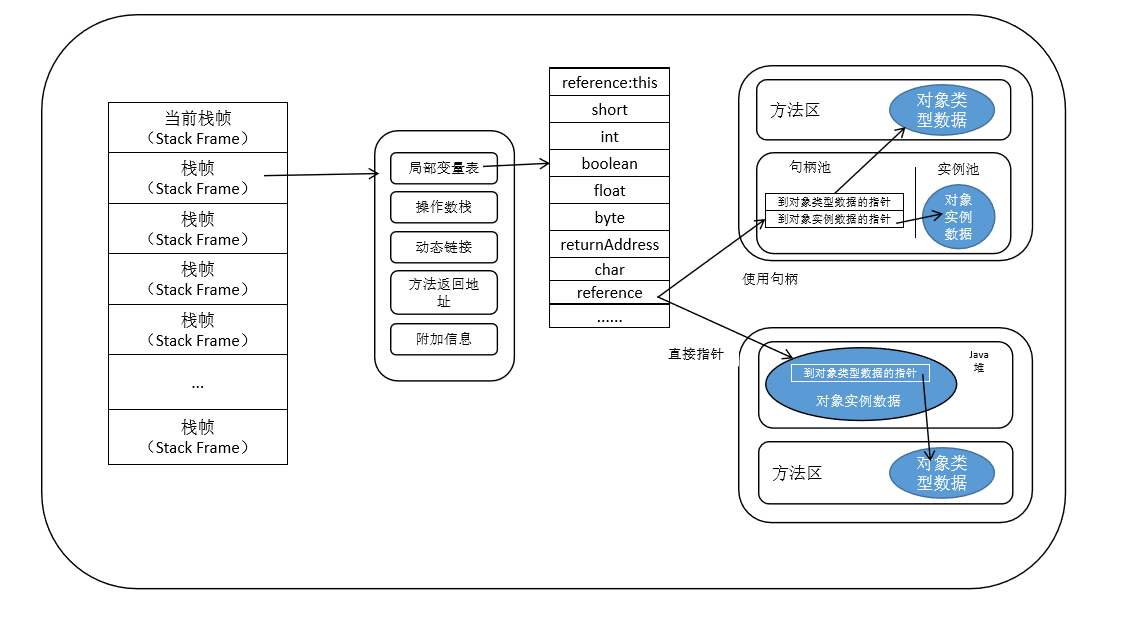 当前栈帧
（Stack Frame）
栈帧
（Stack Frame）
栈帧
（Stack Frame）
栈帧
（Stack Frame）
栈帧
（Stack Frame）
...
栈帧
（Stack Frame）
局部变量表
操作数栈
动态链接
方法返回地
址
附加信息
reference:this
short
int
boolean
float
byte
returnAddress
char
reference
......
方法区
对象类
型数据
句柄池
实例池
到对象类型数据的指针
到对象实例数据的指针
对象
实例
数据
使用句柄
直接指针
Java
堆
到对象类型数据的指针
对象实例数据
方法区
对象类
型数据